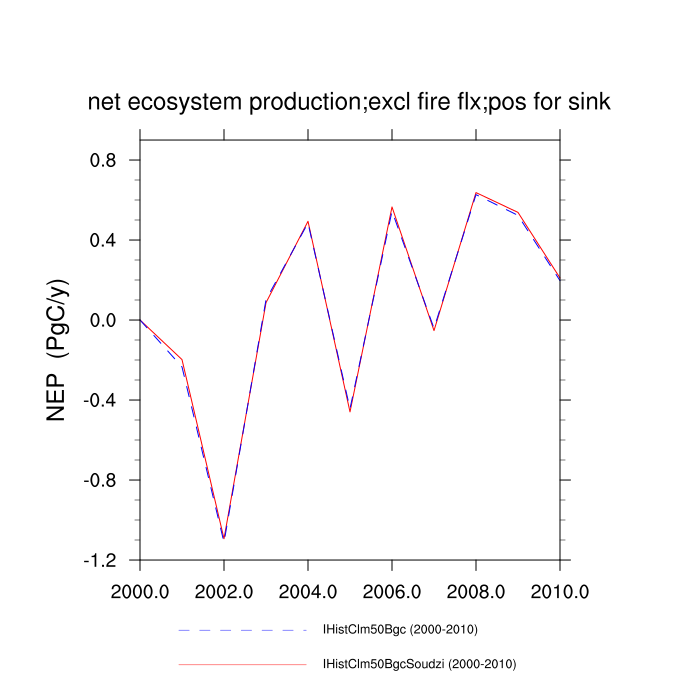 net ecosystem production;excl fire flx;pos for sink
NEP (PgC/y)
0.8
0.4
0.0
-0.4
-0.8
-1.2
2000.0 2002.0 2004.0 2006.0 2008.0 2010.0
IHistClm50Bgc (2000-2010)
IHistClm50BgcSoudzi (2000-2010)